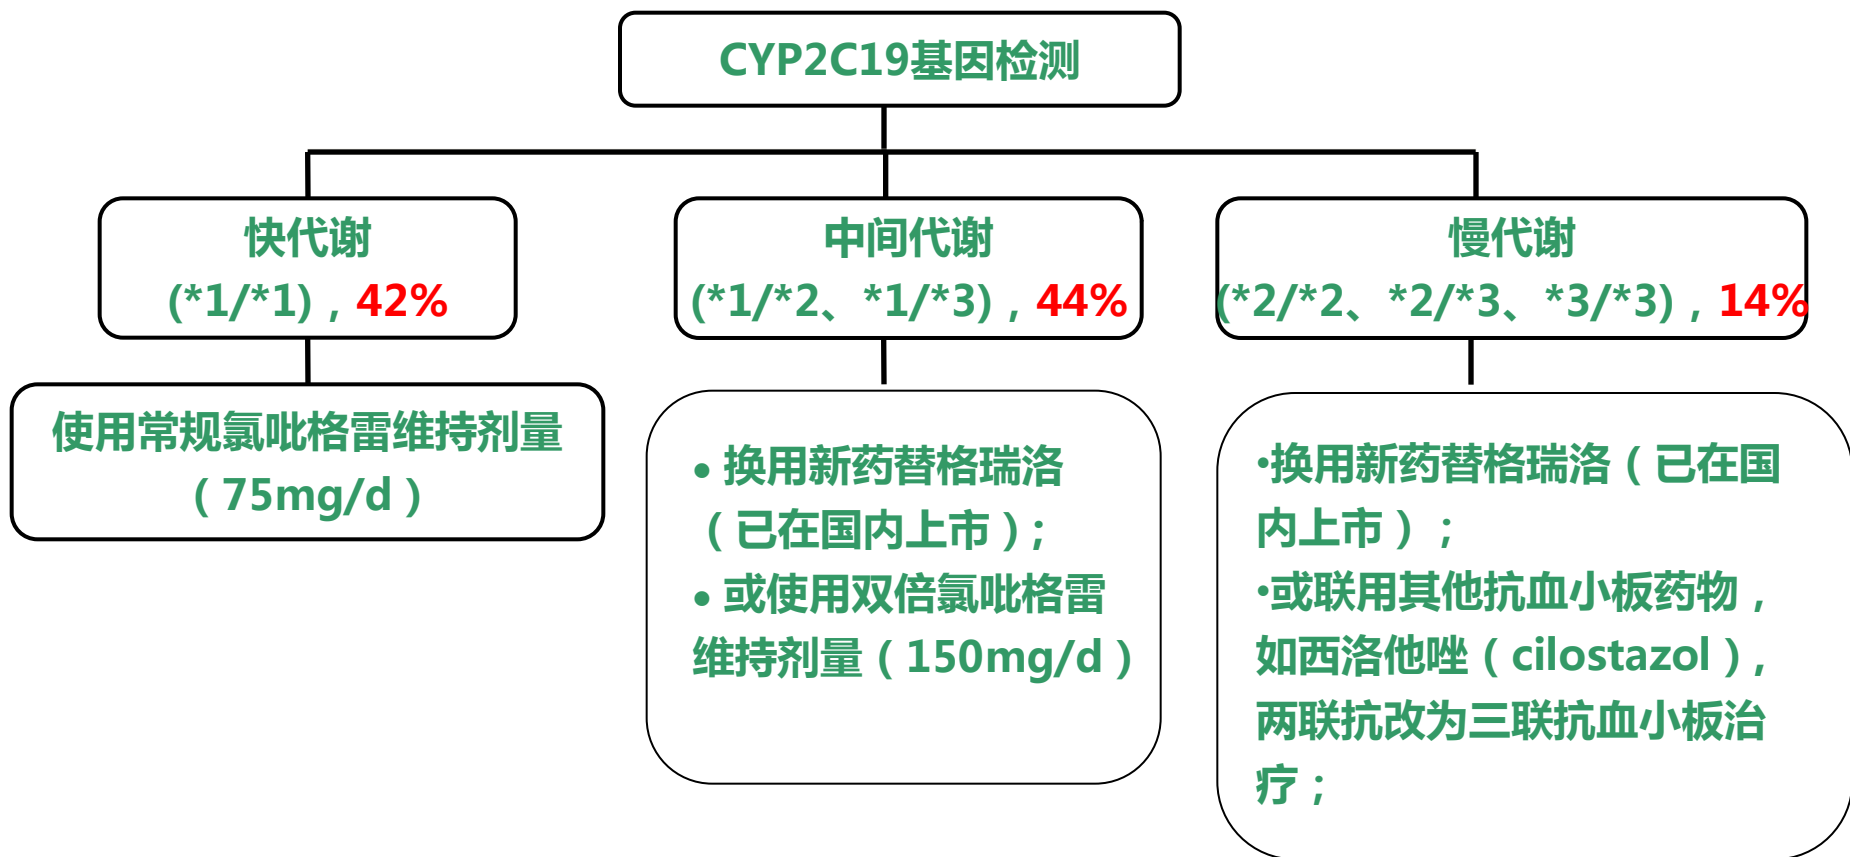 CYP2C19基因检测
快代谢
(*1/*1)，42%
中间代谢
(*1/*2、*1/*3)，44%
慢代谢
(*2/*2、*2/*3、*3/*3)，14%
使用常规氯吡格雷维持剂量
（75mg/d）
• 换用新药替格瑞洛
（已在国内上市）；
• 或使用双倍氯吡格雷
维持剂量（150mg/d）
•换用新药替格瑞洛（已在国
内上市）；
•或联用其他抗血小板药物，
如西洛他唑（cilostazol），
两联抗改为三联抗血小板治
疗；